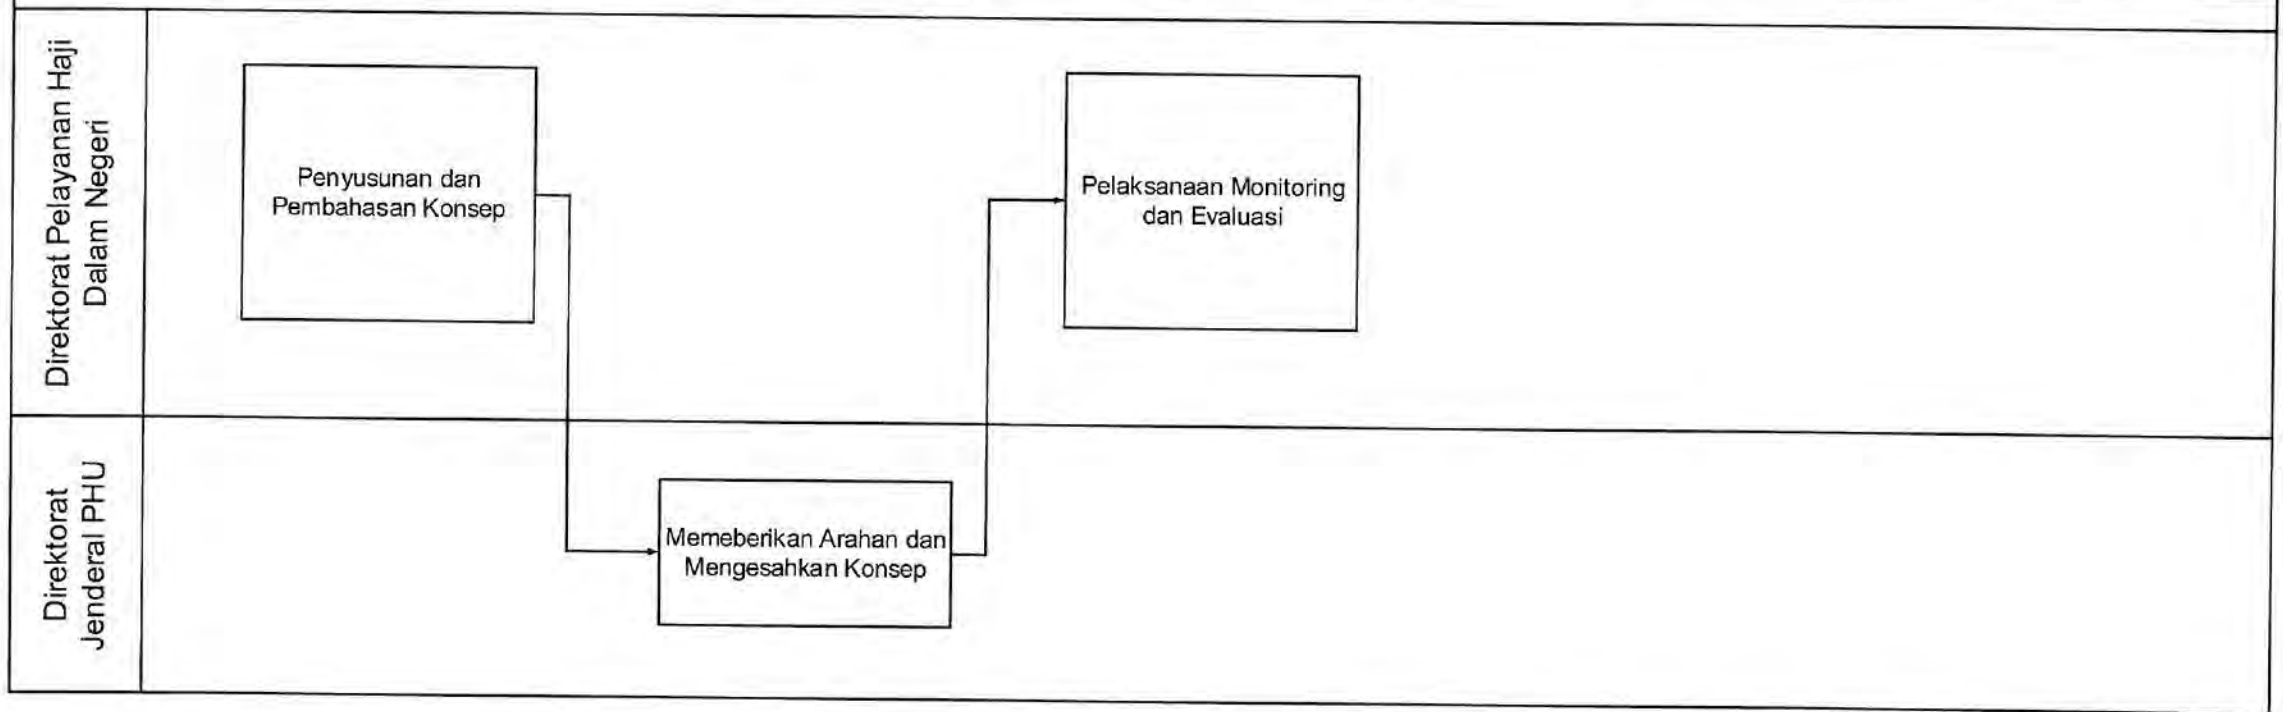 Direktorat Pelayanan Haji
Dalam Negeri
Penyusunan dan
Pembahasan Konsep
Pelaksanaan Monitoring
dan Evaluasi
Direktorat
Jenderal PHU
Memeberikan Arahan dan
Mengesahkan Konsep